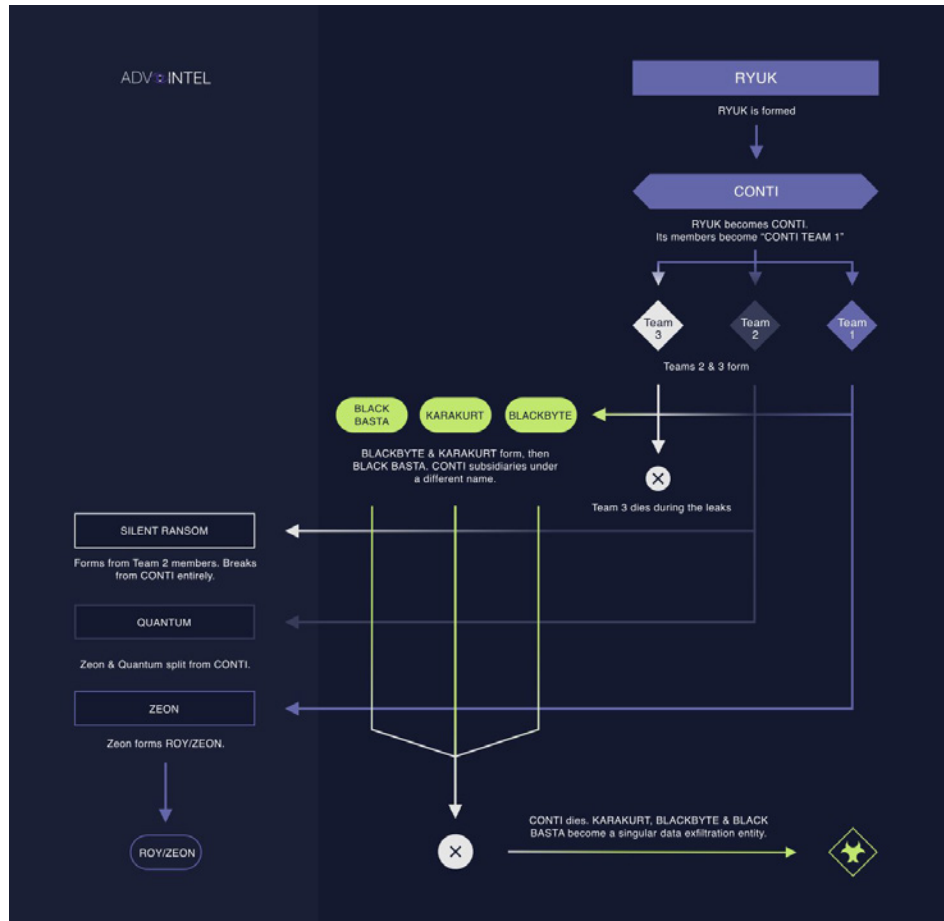 ADVINTEL
RYUK
RYUK is formed
CONTI
RYUK becomes CONTI.
Its members become “CONTI TEAM 1”
Team
3
Team
2
Team
1
Teams 2 & 3 form
BLACK
BASTA
KARAKURT
BLACKBYTE
BLACKBYTE & KARAKURT form, then
BLACK BASTA. CONTI subsidiaries under
a different name.
Team 3 dies during the leaks
SILENT RANSOM
Forms from Team 2 members. Breaks
from CONTI entirely.
QUANTUM
Zeon & Quantum split from CONTI.
ZEON
Zeon forms ROY/ZEON.
ROY/ZEON
CONTI dies. KARAKURT, BLACKBYTE & BLACK
BASTA become a singular data exfiltration entity.